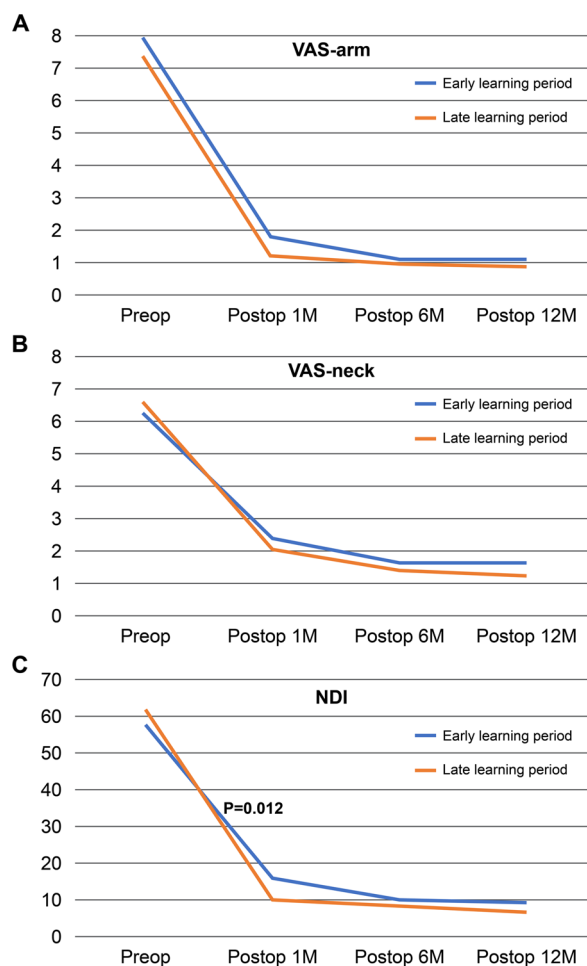 A
VAS-arm
8
7
6
5
4
3
2
1
0
Early learning period
Late learning period
Preop Postop 1M Postop 6M Postop 12M
B
VAS-neck
8
7
6
5
4
3
2
1
0
Early learning period
Late learning period
Preop Postop 1M Postop 6M Postop 12M
C
NDI
70
60
50
40
30
20
10
0
Early learning period
Late learning period
P=0.012
Preop Postop 1M Postop 6M Postop 12M